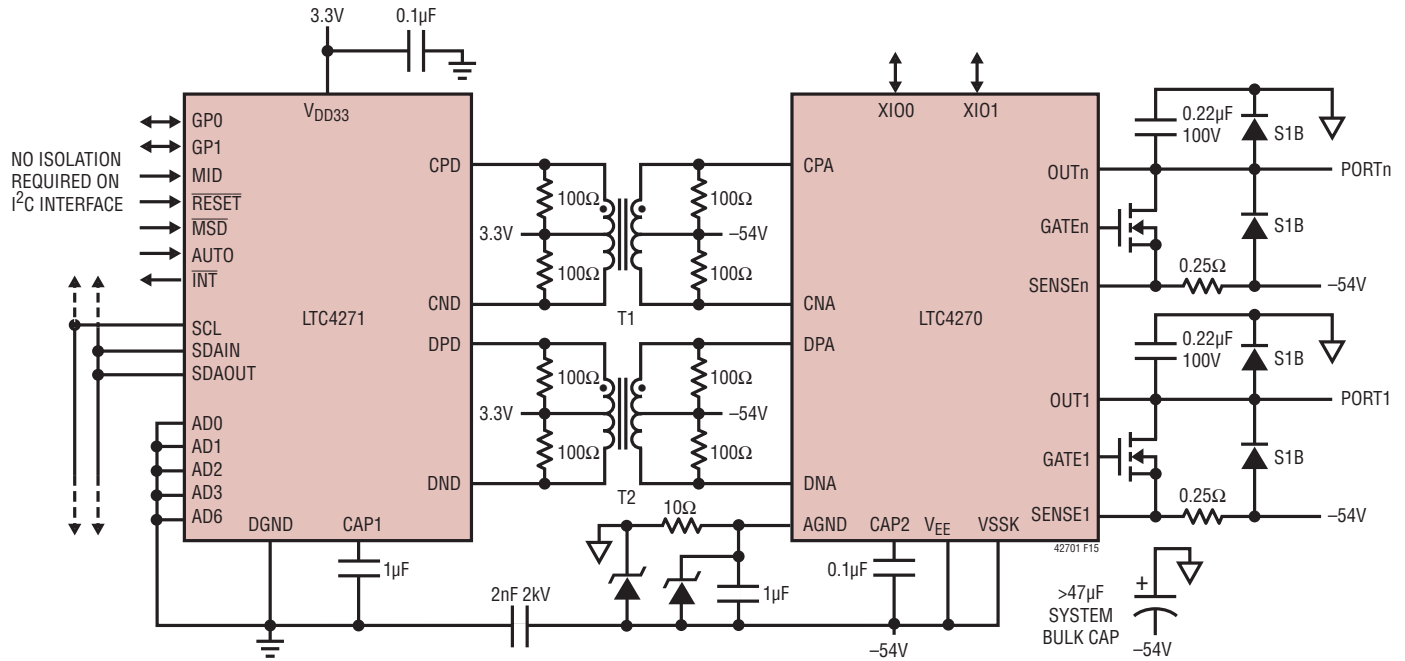 3.3V
0.1µF
VDD33
GP0
GP1
MID
RESET
MSD
AUTO
INT
NO ISOLATION
REQUIRED ON
I2C INTERFACE
SCL
SDAIN
SDAOUT
AD0
AD1
AD2
AD3
AD6
LTC4271
DGND
CAP1
1µF
CPD
CND
DPD
DND
100Ω
3.3V
100Ω
100Ω
–54V
100Ω
T1
100Ω
3.3V
100Ω
100Ω
–54V
100Ω
T2
10Ω
2nF 2kV
1µF
XIO0
XIO1
CPA
CNA
DPA
DNA
LTC4270
AGND
CAP2
VEE
VSSK
0.1µF
–54V
OUTn
GATEn
SENSEn
OUT1
GATE1
SENSE1
42701 F15
0.22µF
100V
S1B
PORTn
S1B
0.25Ω
–54V
0.22µF
100V
S1B
PORT1
S1B
0.25Ω
–54V
+
>47µF
SYSTEM
BULK CAP
–54V